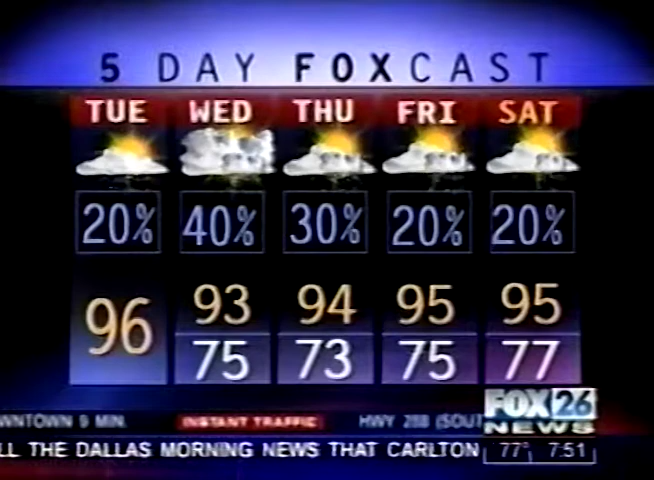 5 DAY FOXCAST
TUE WED THU FRI SAT
20% 40% 30% 20% 20%
96 93 94 95 95
75 73 75 77
WNTOWN 9 MIN. INSTANT TRAFFIC HWY 288 (SOUT
FOX 26
NEWS
LL THE DALLAS MORNING NEWS THAT CARLTON 77° 7:51